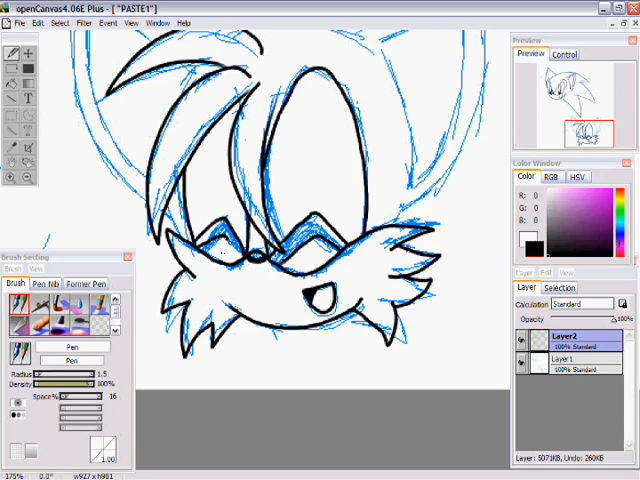 openCanvas4.06E Plus - [ "PASTE1"]
File Edit Select Filter Event View Window Help
Preview
Preview Control
Color Window
Color RGB HSV
R: 0
G: 0
B: 0
Layer Edit View
Layer Selection
Calculation Standard
Opacity 100%
Layer2
100% Standard
Layer1
100% Standard
Layer: 5071KB, Undo: 260KB
Brush Setting
Brush View
Brush Pen Nib Former Pen
Pen
Pen
Radius 1.5
Density 100%
Space% 16
1.00
175% 0.0° w927 x h981